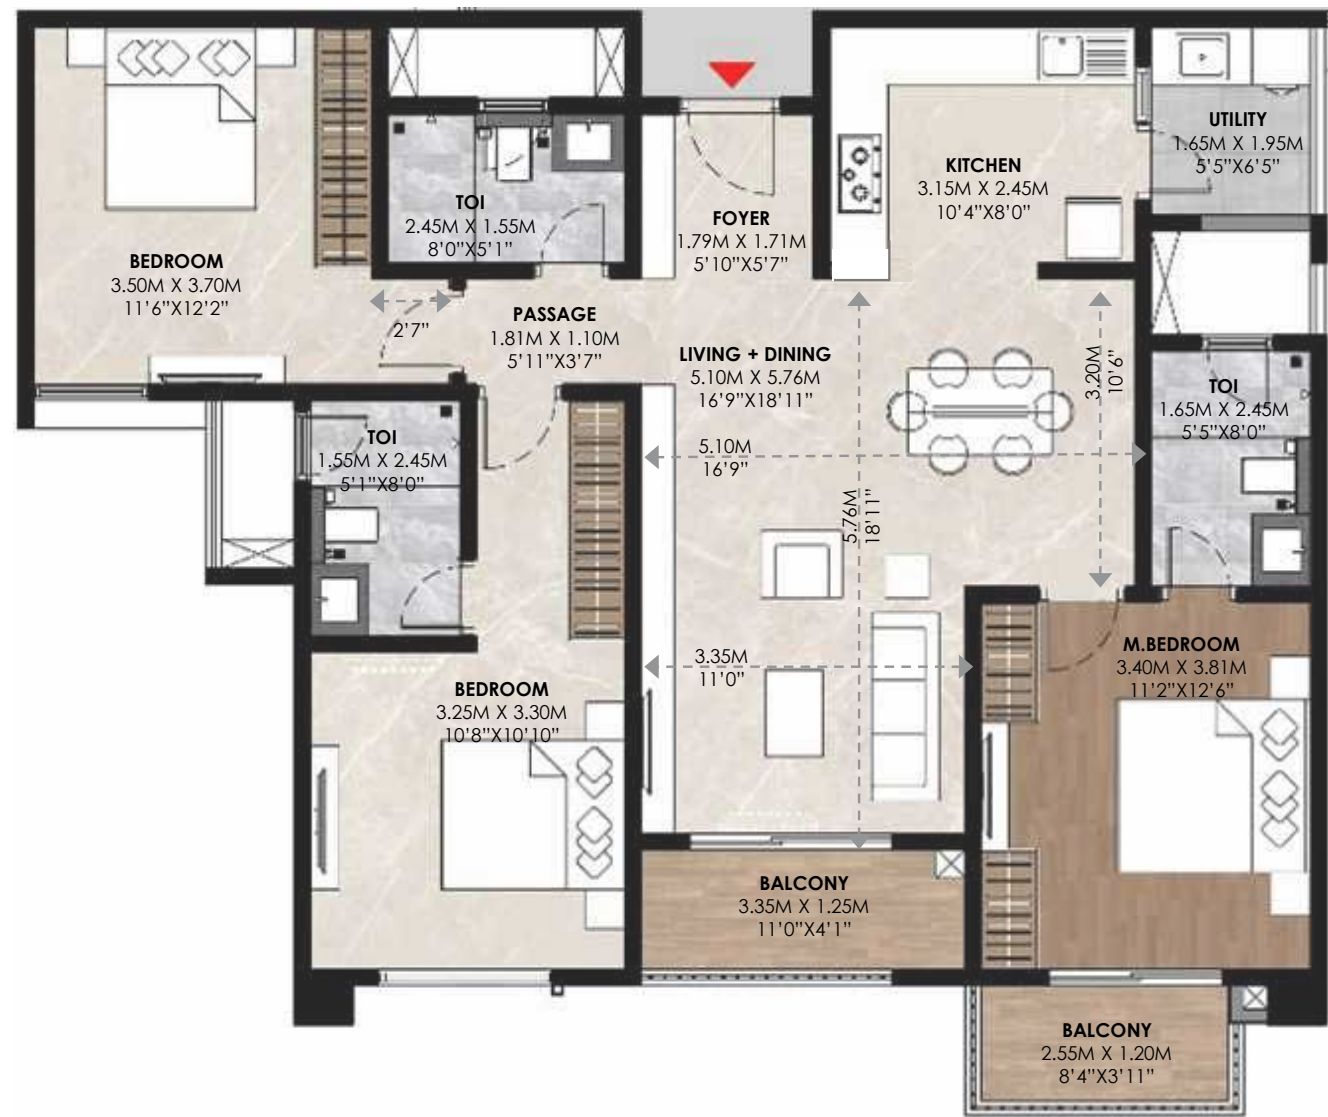 UTILITY
1.65M X 1.95M
5'5"X6'5"
KITCHEN
3.15M X 2.45M
10'4"X8'0"
TOI
2.45M X 1.55M
8'0"X5'1"
FOYER
1.79M X 1.71M
5'10"X5'7"
BEDROOM
3.50M X 3.70M
11'6"X12'2"
2'7"
PASSAGE
1.81M X 1.10M
5'11"X3'7"
LIVING + DINING
5.10M X 5.76M
16'9"X18'11"
3.20M
10'6"
TOI
1.65M X 2.45M
5'5"X8'0"
TOI
1.55M X 2.45M
5'1"X8'0"
5.10M
16'9"
5.76M
18'11"
3.35M
11'0"
M.BEDROOM
3.40M X 3.81M
11'2"X12'6"
BEDROOM
3.25M X 3.30M
10'8"X10'10"
BALCONY
3.35M X 1.25M
11'0"X4'1"
BALCONY
2.55M X 1.20M
8'4"X3'11"